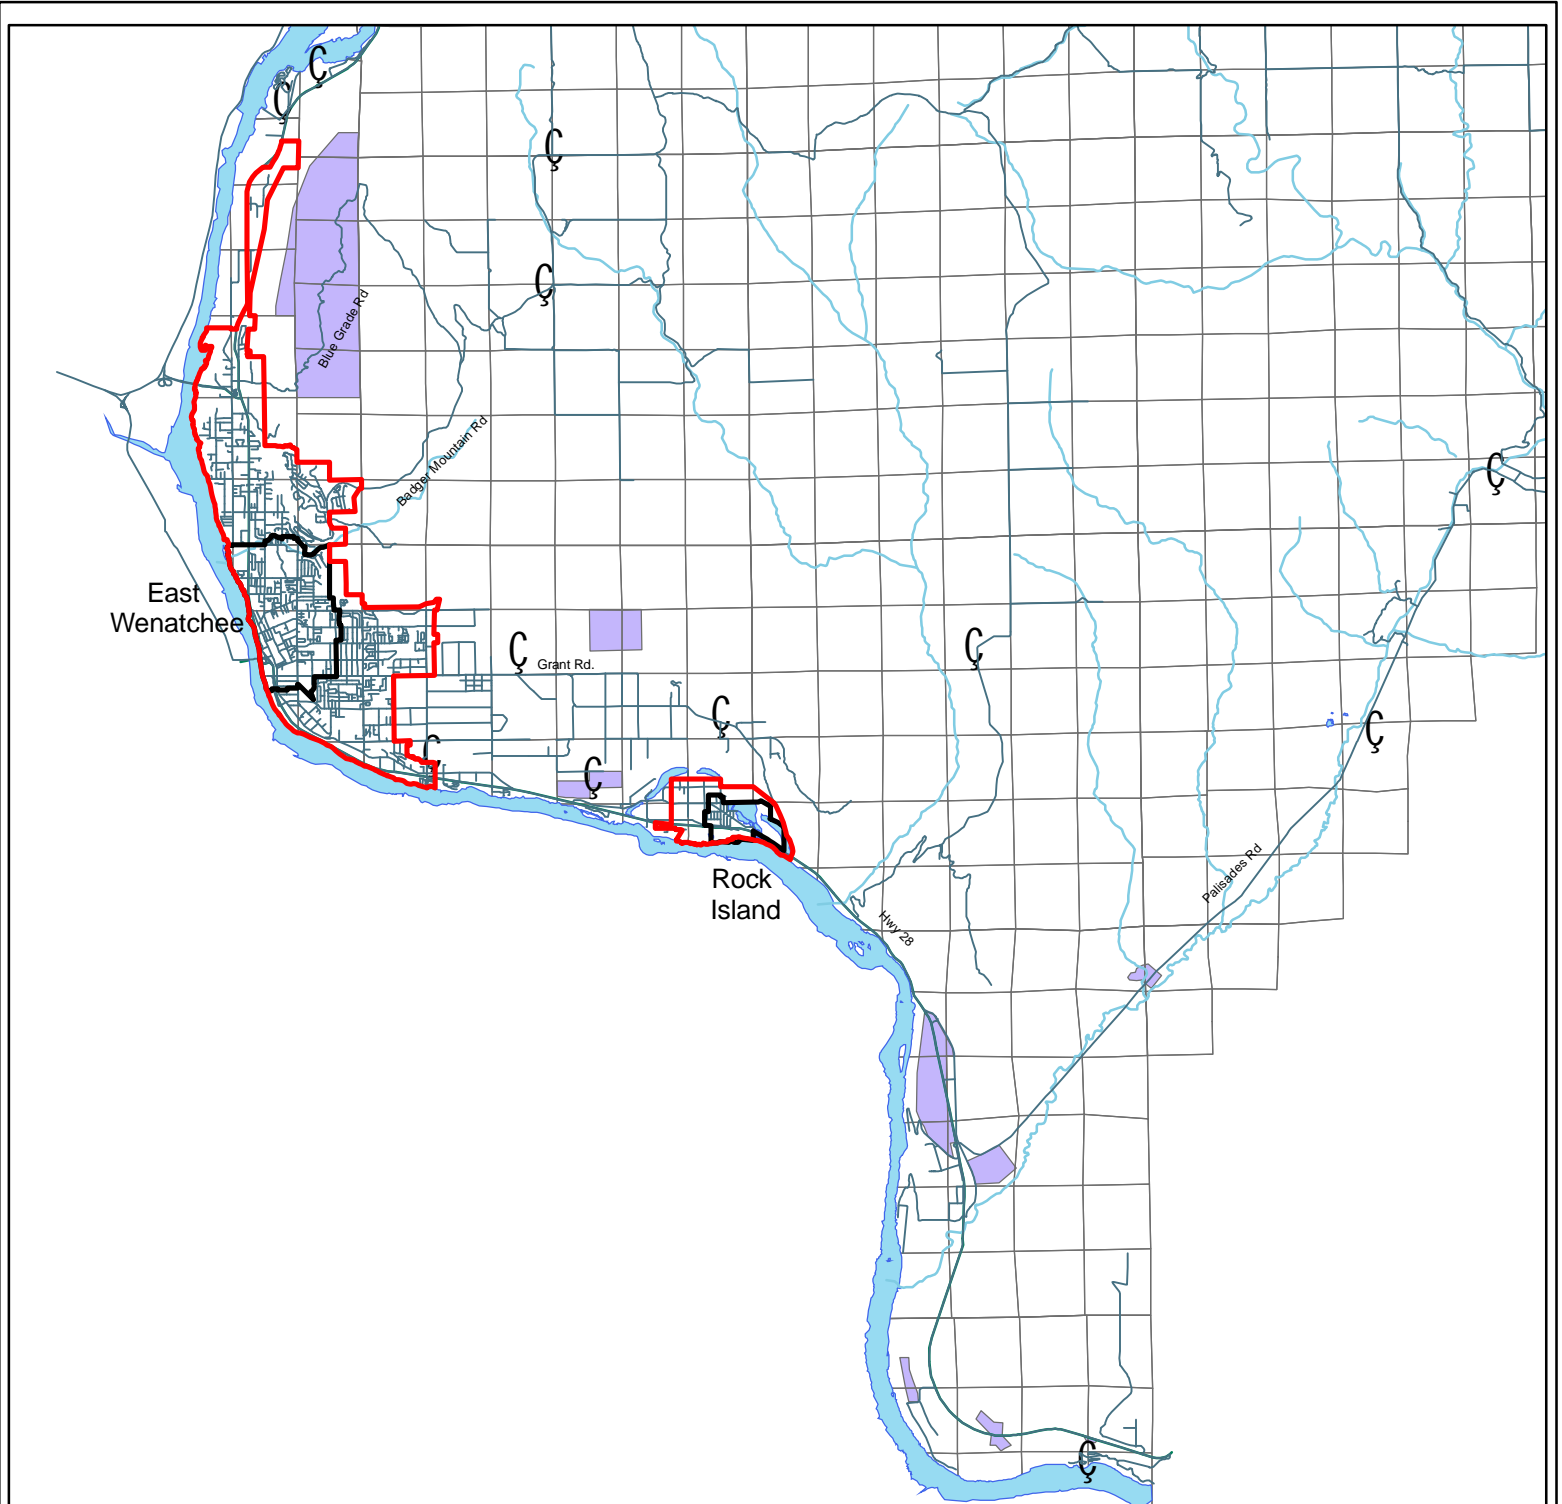 Ç
Ç
Ç
Ç
Blue Grade Rd
Badger Mountain Rd
Ç
East
Wenatchee
Ç
Grant Rd.
Ç
Ç
Ç
Ç
Ç
Rock
Island
Palisades Rd
Hwy 28
Ç